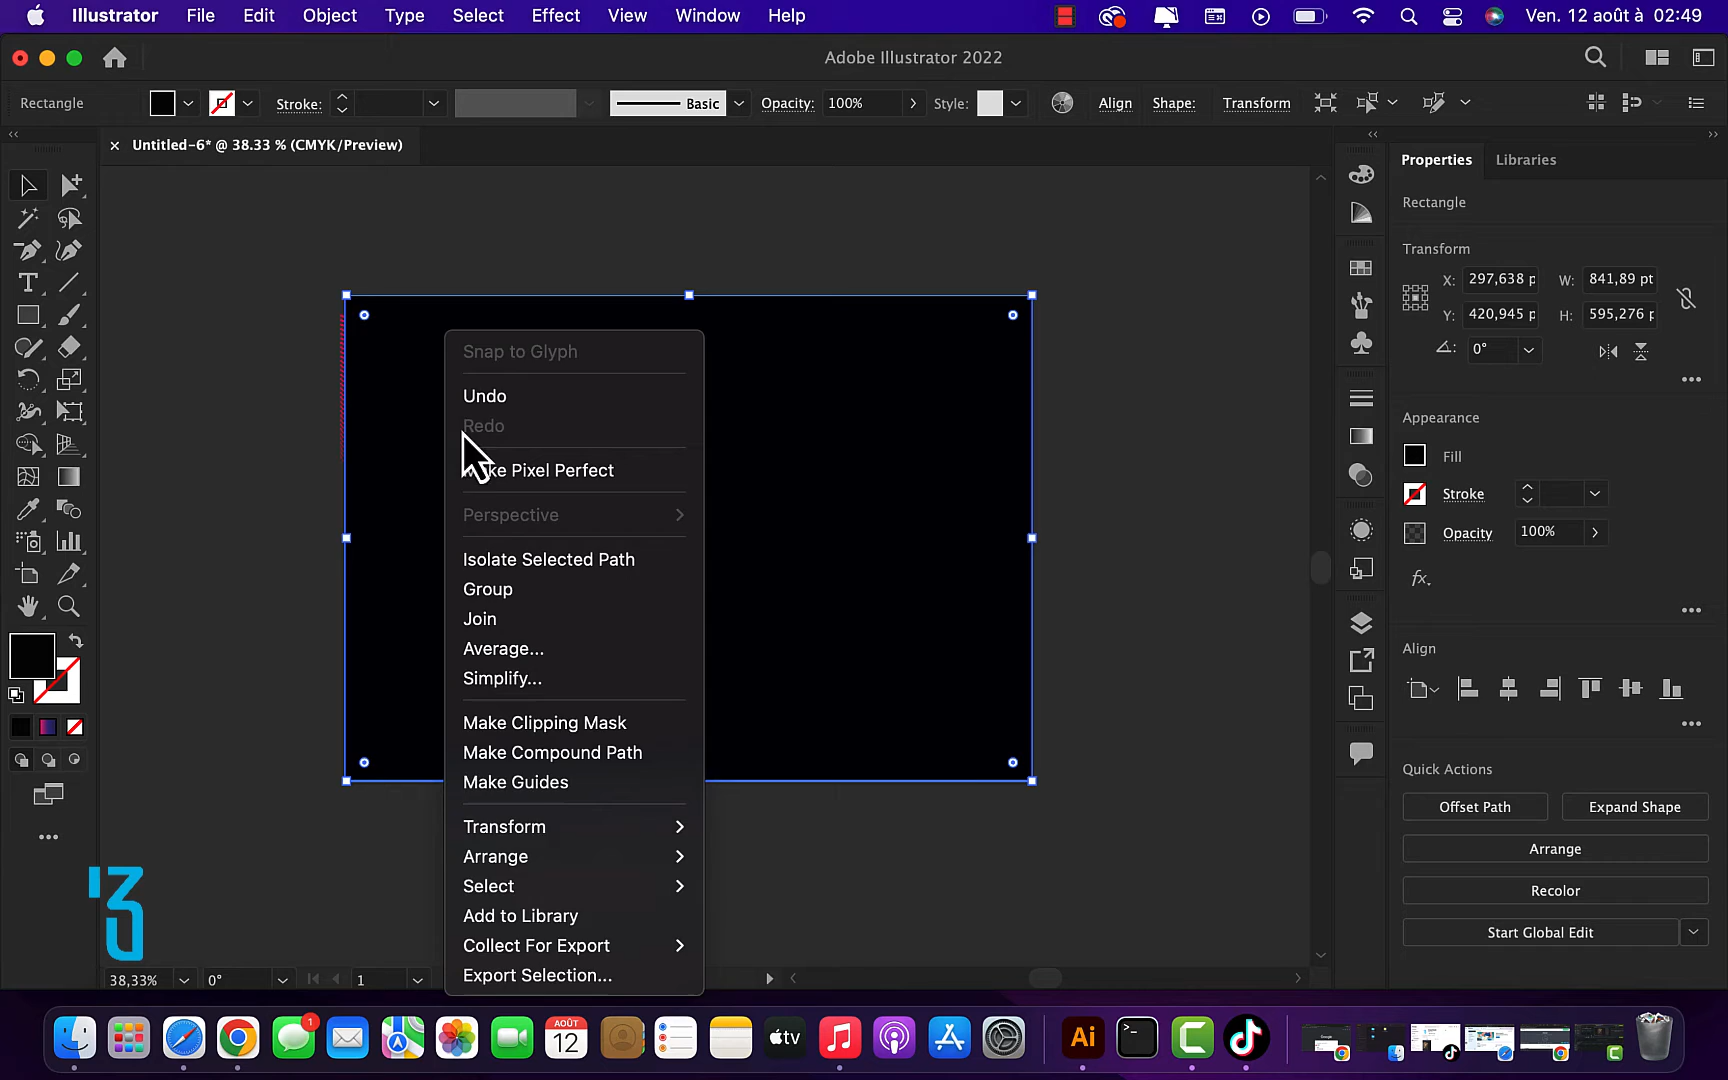 Illustrator File Edit Object Type Select Effect View Window Help Ven. 12 août à 02:49
Adobe Illustrator 2022
Rectangle Stroke: Basic Opacity: 100% Style: Align Shape: Transform
× Untitled-6* @ 38.33 % (CMYK/Preview)
Properties Libraries
Rectangle
Transform
X: 297,638 p W: 841,89 pt
Y: 420,945 p H: 595,276 p
0°
Appearance
Fill
Stroke
Opacity 100%
fx.
Align
Quick Actions
Offset Path Expand Shape
Arrange
Recolor
Start Global Edit
Snap to Glyph
Undo
Redo
Make Pixel Perfect
Perspective
Isolate Selected Path
Group
Join
Average...
Simplify...
Make Clipping Mask
Make Compound Path
Make Guides
Transform
Arrange
Select
Add to Library
Collect For Export
Export Selection...
38,33% 0° 1
1
AOÛT
12
tv
Ai